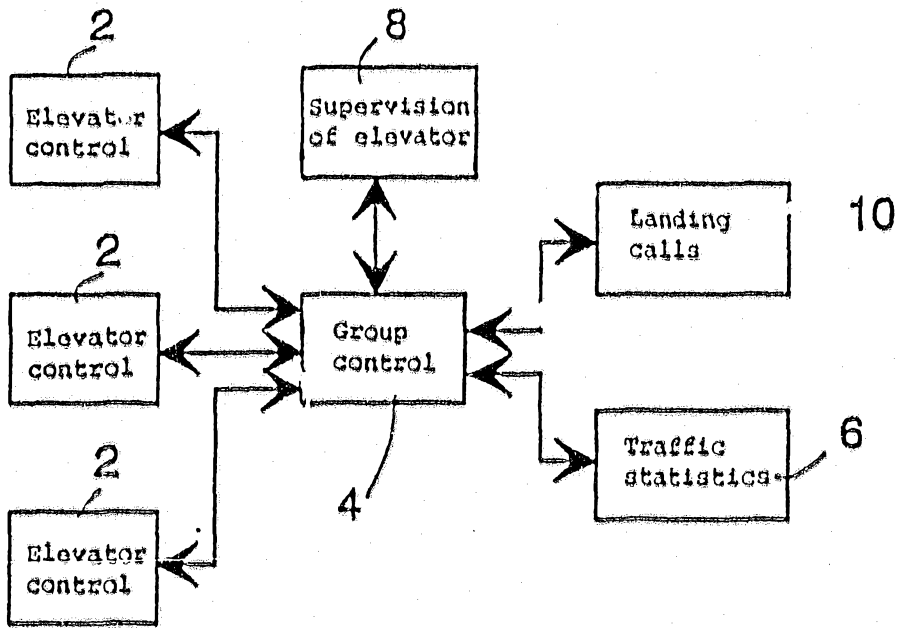 2
Elevator
control
8
Supervision
of elevator
Landing
calls
10
2
Elevator
control
Group
control
4
Traffic
statistics
6
2
Elevator
control